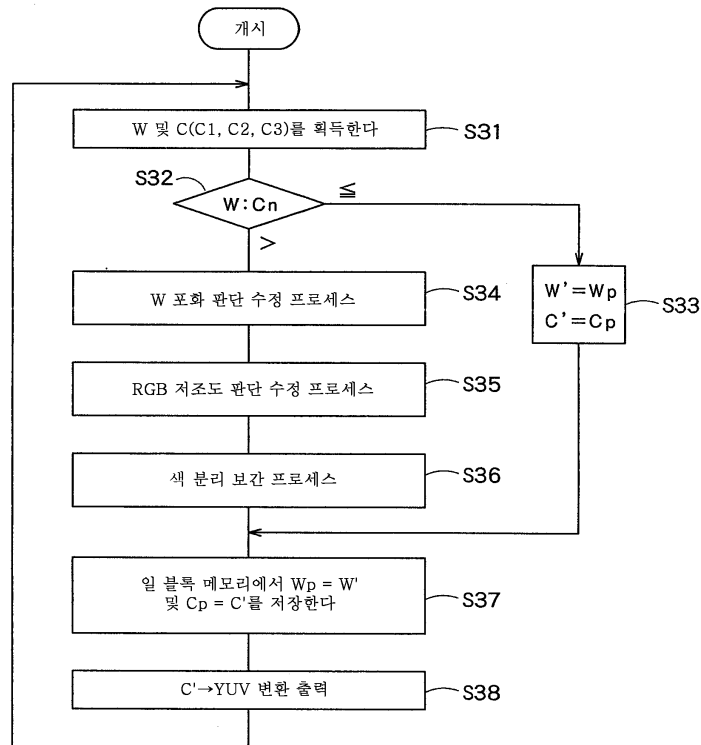 개시
W 및 C(C1, C2, C3)를 획득한다
S31
S32
W:Cn
≦
>
W'=Wp
C'=Cp
S33
W 포화 판단 수정 프로세스
S34
RGB 저조도 판단 수정 프로세스
S35
색 분리 보간 프로세스
S36
일 블록 메모리에서 Wp = W'
및 Cp = C'를 저장한다
S37
C'→YUV 변환 출력
S38